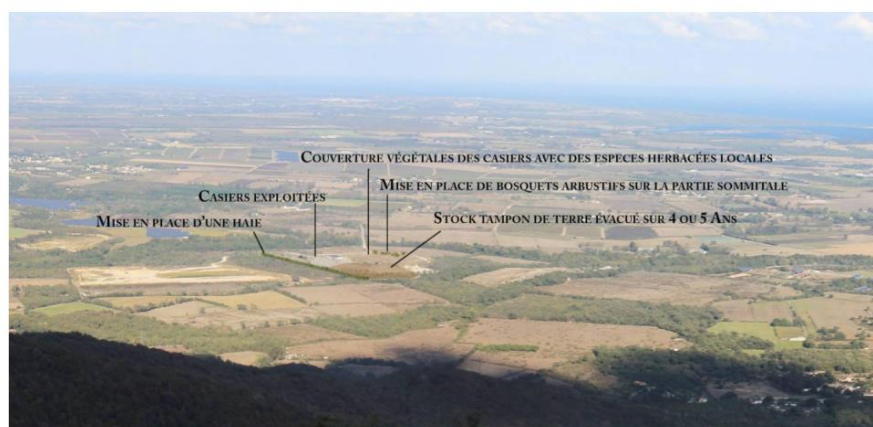 COUVERTURE VÉGÉTALES DES CASIERS AVEC DES ESPECES HERBACÉES LOCALES
MISE EN PLACE DE BOSQUETS ARBUSTIFS SUR LA PARTIE SOMMITALE
CASIERS EXPLOITÉES
STOCK TAMPON DE TERRE ÉVACUÉ SUR 4 OU 5 ANS
MISE EN PLACE D'UNE HAIE